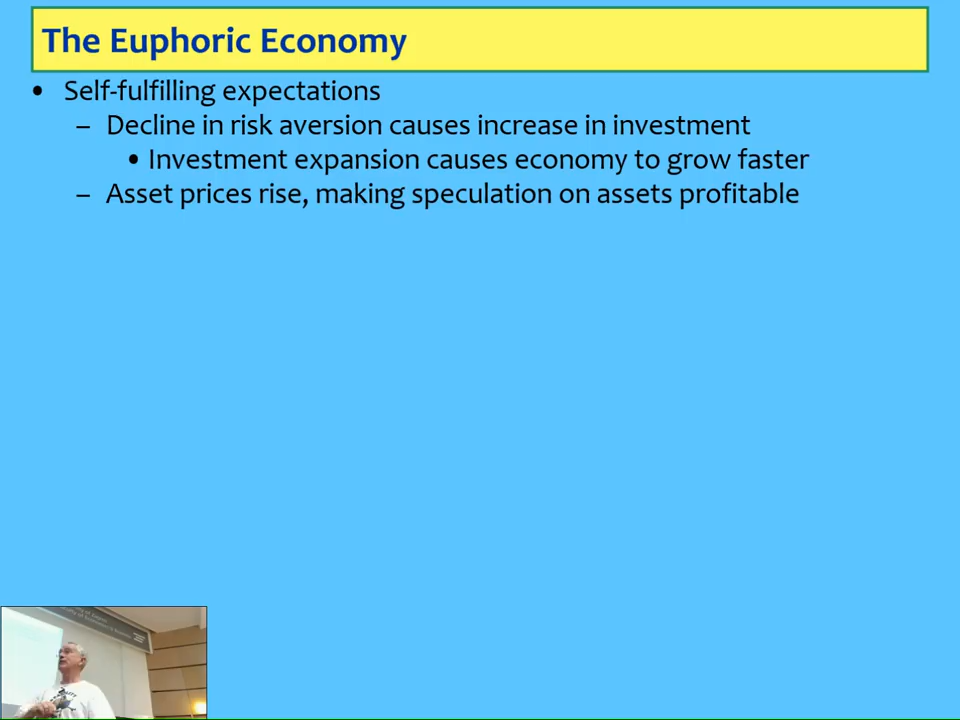 The Euphoric Economy
• Self-fulfilling expectations
– Decline in risk aversion causes increase in investment
• Investment expansion causes economy to grow faster
– Asset prices rise, making speculation on assets profitable